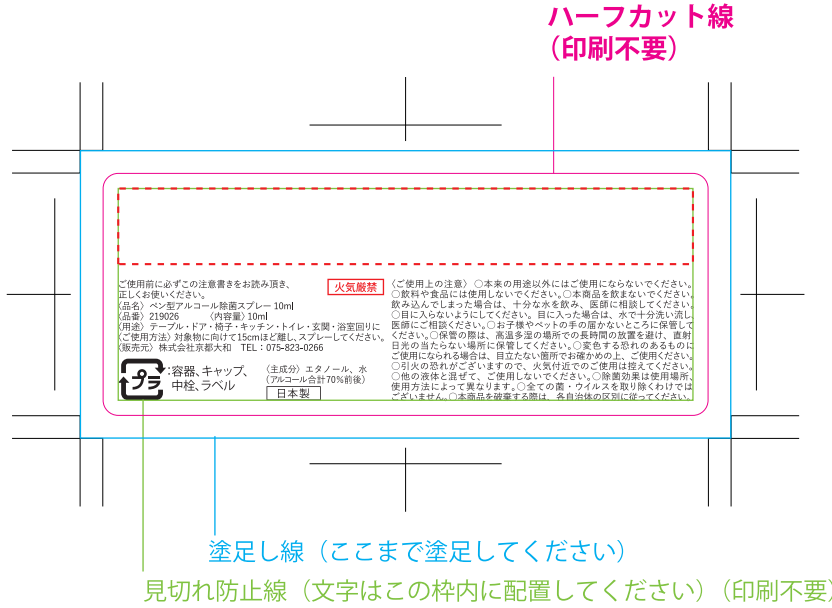 ハーフカット線
（印刷不要）
ご使用前に必ずこの注意書きをお読み頂き、
正しくお使いください。
火気厳禁
〈品名〉ペン型アルコール除菌スプレー 10ml
〈品番〉219026　〈内容量〉10ml
〈用途〉テーブル・ドア・椅子・キッチン・トイレ・玄関・浴室回りに
〈ご使用方法〉対象物に向けて15cmほど離し、スプレーしてください。
〈販売元〉株式会社京都大和　TEL：075-823-0266
プラ
:容器、キャップ、
中栓、ラベル
〈主成分〉エタノール、水
(アルコール合計70%前後)
日本製
〈ご使用上の注意〉○本来の用途以外にはご使用にならないでください。
○飲料や食品には使用しないでください。○本商品を飲まないでください。
飲み込んでしまった場合は、十分な水を飲み、医師に相談してください。
○目に入らないようにしてください。目に入った場合は、水で十分洗い流し、
医師にご相談ください。○お子様やペットの手の届かないところに保管して
ください。○保管の際は、高温多湿の場所での長時間の放置を避け、直射
日光の当たらない場所に保管してください。○変色する恐れのあるものに
ご使用になられる場合は、目立たない箇所でお確かめの上、ご使用ください。
○引火の恐れがございますので、火気付近でのご使用は控えてください。
○他の液体と混ぜて、ご使用しないでください。○除菌効果は使用場所、
使用方法によって異なります。○全ての菌・ウイルスを取り除くわけでは
ございません。○本商品を破棄する際は、各自治体の区別に従ってください。
塗足し線（ここまで塗足してください）
見切れ防止線（文字はこの枠内に配置してください）（印刷不要）